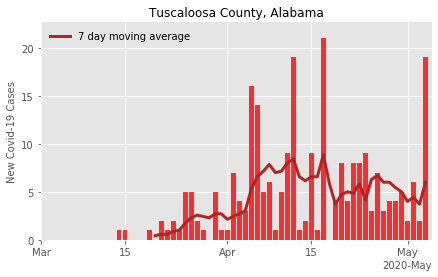 Tuscaloosa County, Alabama
7 day moving average
New Covid-19 Cases
20
15
10
5
0
Mar 15 Apr 15 May
2020-May